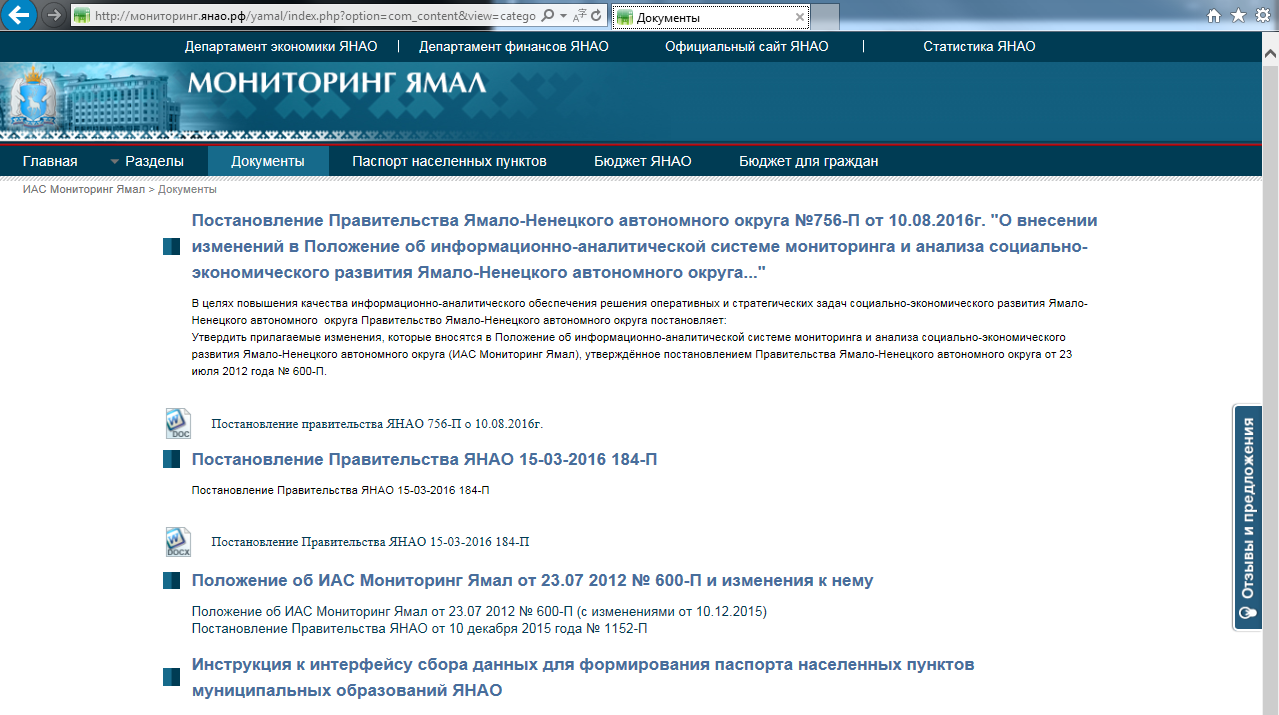 http://мониторинг.янао.рф/yamal/index.php?option=com_content&view=catego
Документы
Департамент экономики ЯНАО | Департамент финансов ЯНАО Официальный сайт ЯНАО | Статистика ЯНАО
МОНИТОРИНГ ЯМАЛ
Главная Разделы Документы Паспорт населенных пунктов Бюджет ЯНАО Бюджет для граждан
ИАС Мониторинг Ямал > Документы
Постановление Правительства Ямало-Ненецкого автономного округа №756-П от 10.08.2016г. "О внесении
изменений в Положение об информационно-аналитической системе мониторинга и анализа социально-
экономического развития Ямало-Ненецкого автономного округа..."
В целях повышения качества информационно-аналитического обеспечения решения оперативных и стратегических задач социально-экономического развития Ямало-
Ненецкого автономного округа Правительство Ямало-Ненецкого автономного округа постановляет:
Утвердить прилагаемые изменения, которые вносятся в Положение об информационно-аналитической системе мониторинга и анализа социально-экономического
развития Ямало-Ненецкого автономного округа (ИАС Мониторинг Ямал), утверждённое постановлением Правительства Ямало-Ненецкого автономного округа от 23
июля 2012 года № 600-П.
DOC Постановление правительства ЯНАО 756-П о 10.08.2016г.
Постановление Правительства ЯНАО 15-03-2016 184-П
Постановление Правительства ЯНАО 15-03-2016 184-П
DOCX Постановление Правительства ЯНАО 15-03-2016 184-П
Положение об ИАС Мониторинг Ямал от 23.07 2012 № 600-П и изменения к нему
Положение об ИАС Мониторинг Ямал от 23.07 2012 № 600-П (с изменениями от 10.12.2015)
Постановление Правительства ЯНАО от 10 декабря 2015 года № 1152-П
Инструкция к интерфейсу сбора данных для формирования паспорта населенных пунктов
муниципальных образований ЯНАО
Отзывы и предложения